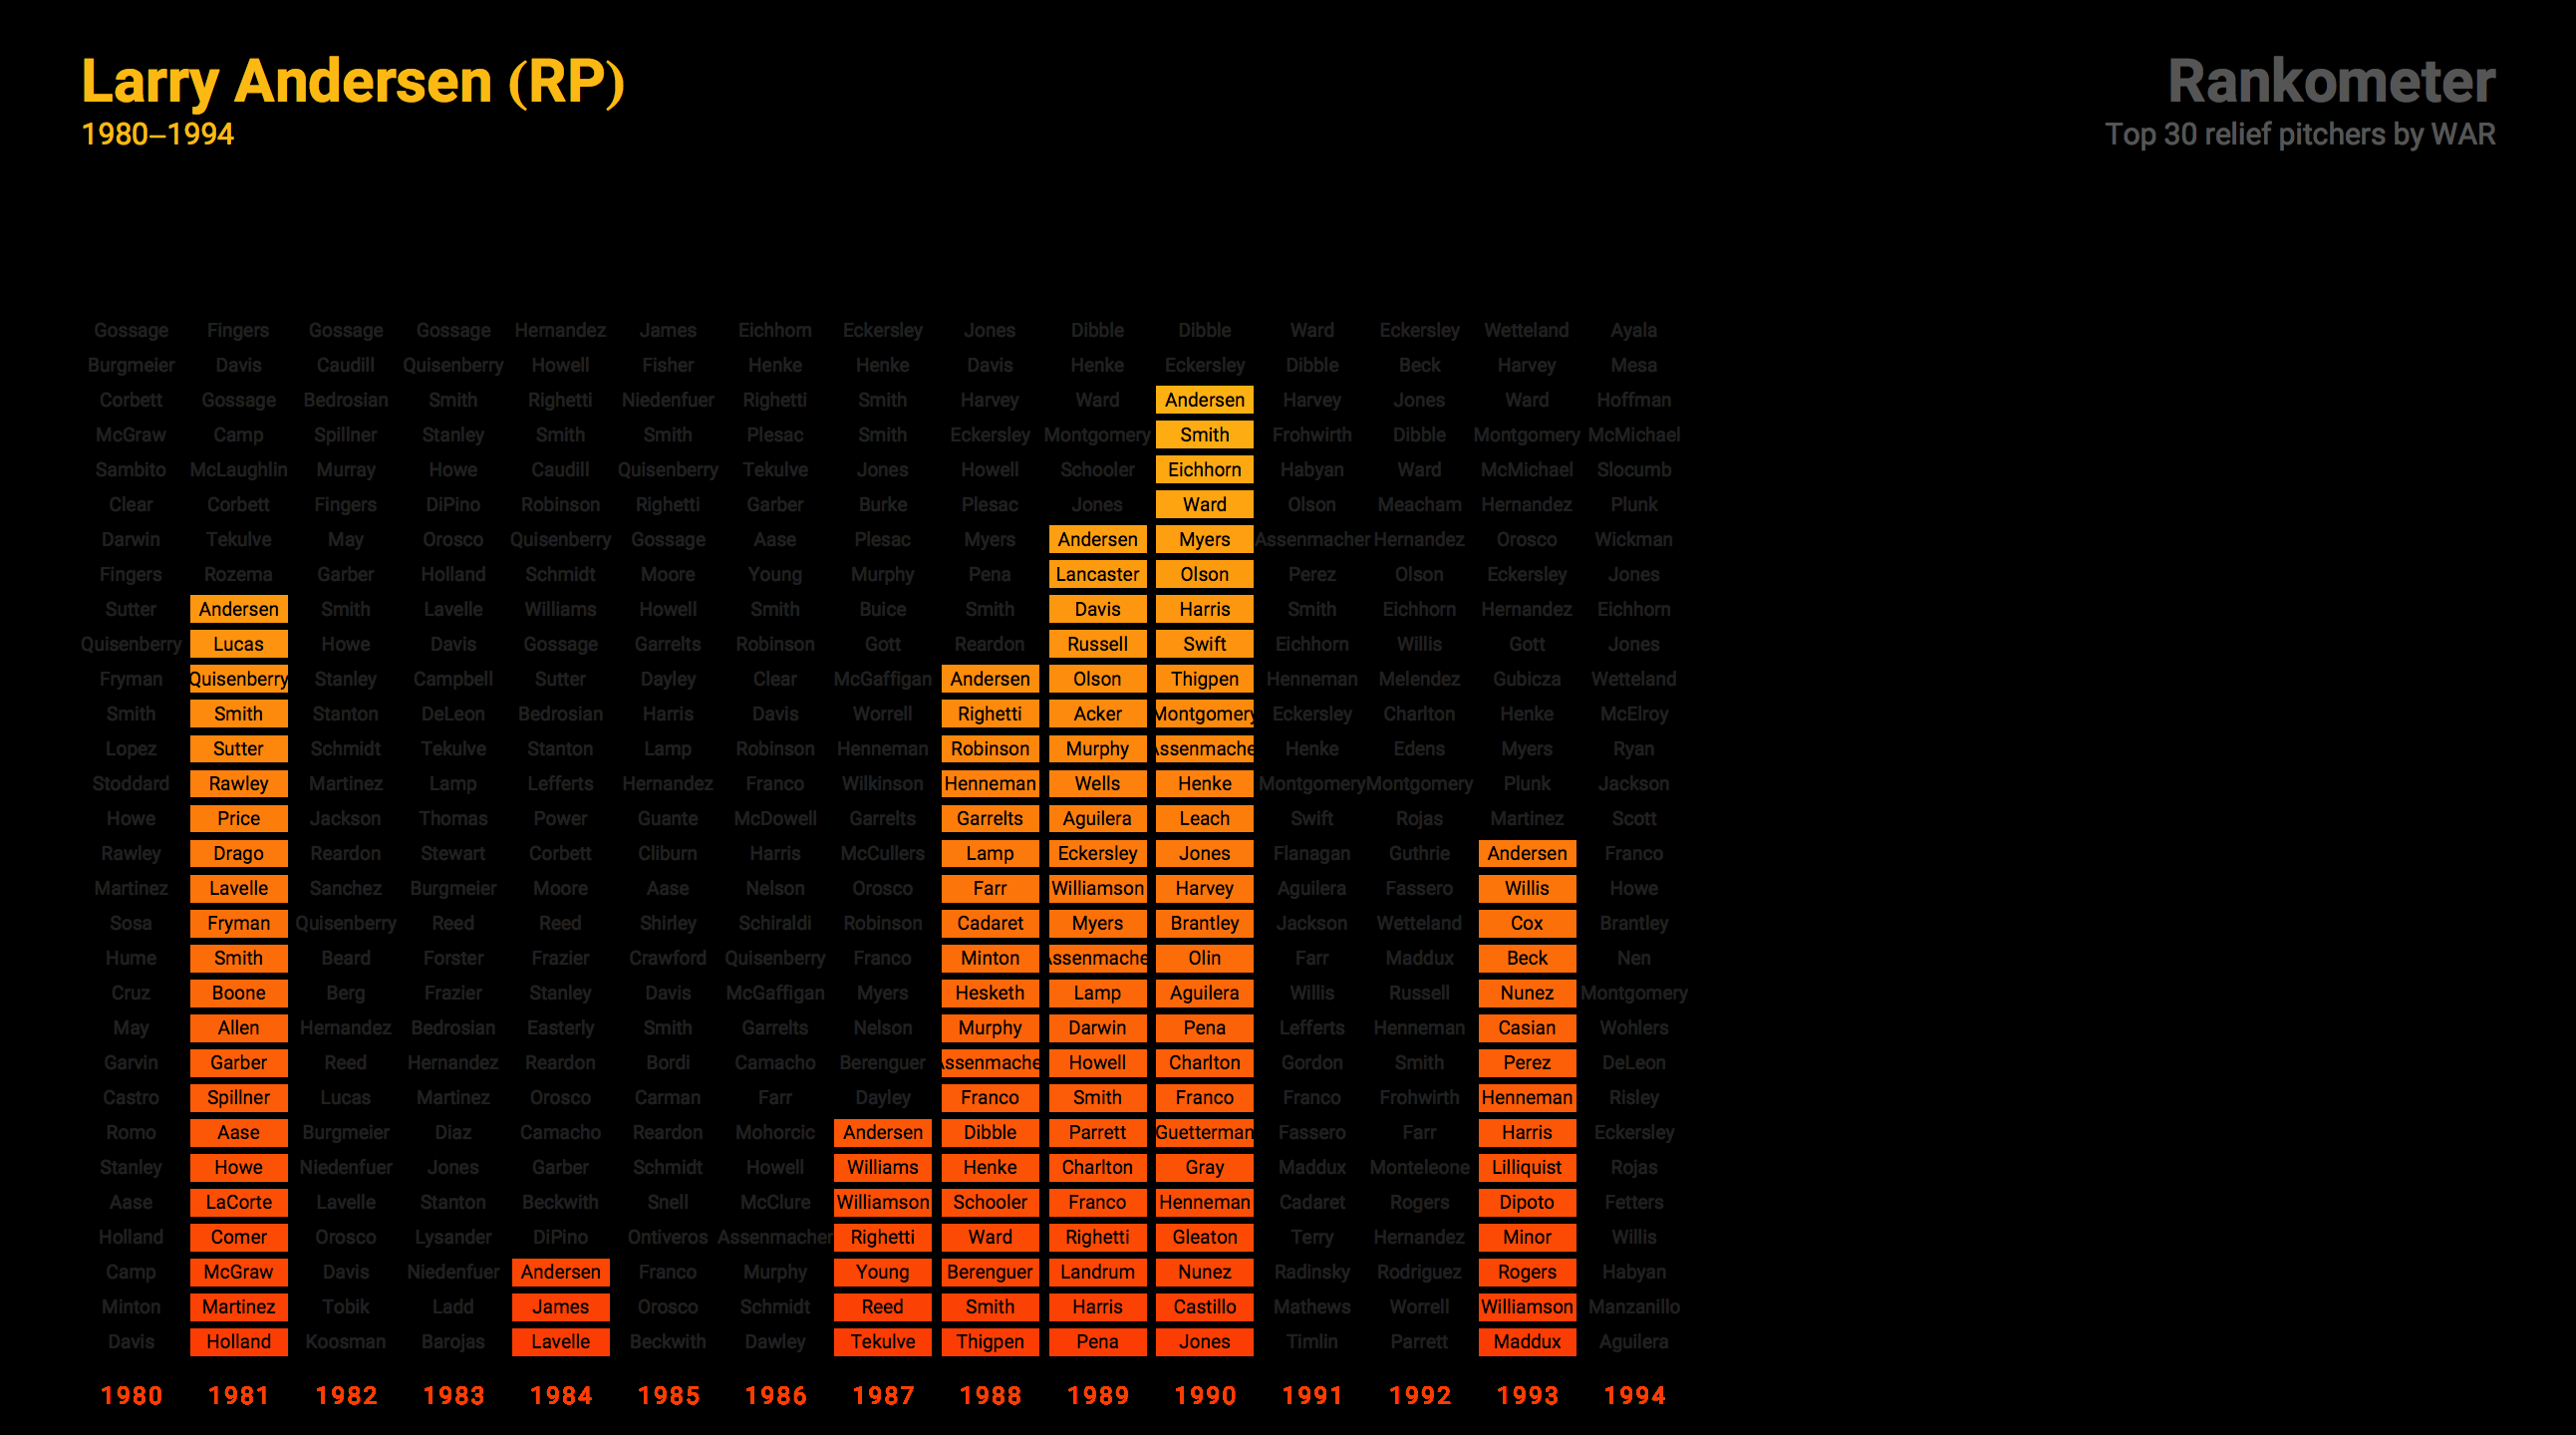 Larry Andersen (RP)
1980–1994
Rankometer
Top 30 relief pitchers by WAR
Gossage Fingers Gossage Gossage Hernandez James Eichhorn Eckersley Jones Dibble Dibble Ward Eckersley Wetteland Ayala
Burgmeier Davis Caudill Quisenberry Howell Fisher Henke Henke Davis Henke Eckersley Dibble Beck Harvey Mesa
Corbett Gossage Bedrosian Smith Righetti Niedenfuer Righetti Smith Harvey Ward Andersen Harvey Jones Ward Hoffman
McGraw Camp Spillner Stanley Smith Smith Plesac Smith Eckersley Montgomery Smith Frohwirth Dibble Montgomery McMichael
Sambito McLaughlin Murray Howe Caudill Quisenberry Tekulve Jones Howell Schooler Eichhorn Habyan Ward McMichael Slocumb
Clear Corbett Fingers DiPino Robinson Righetti Garber Burke Plesac Jones Ward Olson Meacham Hernandez Plunk
Darwin Tekulve May Orosco Quisenberry Gossage Aase Plesac Myers Andersen Myers Assenmacher Hernandez Orosco Wickman
Fingers Rozema Garber Holland Schmidt Moore Young Murphy Pena Lancaster Olson Perez Olson Eckersley Jones
Sutter Andersen Smith Lavelle Williams Howell Smith Buice Smith Davis Harris Smith Eichhorn Hernandez Eichhorn
Quisenberry Lucas Howe Davis Gossage Garrelts Robinson Gott Reardon Russell Swift Eichhorn Willis Gott Jones
Fryman Quisenberry Stanley Campbell Sutter Dayley Clear McGaffigan Andersen Olson Thigpen Henneman Melendez Gubicza Wetteland
Smith Smith Stanton DeLeon Bedrosian Harris Davis Worrell Righetti Acker Montgomery Eckersley Charlton Henke McElroy
Lopez Sutter Schmidt Tekulve Stanton Lamp Robinson Henneman Robinson Murphy Assenmache Henke Edens Myers Ryan
Stoddard Rawley Martinez Lamp Lefferts Hernandez Franco Wilkinson Henneman Wells Henke Montgomery Montgomery Plunk Jackson
Howe Price Jackson Thomas Power Guante McDowell Garrelts Garrelts Aguilera Leach Swift Rojas Martinez Scott
Rawley Drago Reardon Stewart Corbett Cliburn Harris McCullers Lamp Eckersley Jones Flanagan Guthrie Andersen Franco
Martinez Lavelle Sanchez Burgmeier Moore Aase Nelson Orosco Farr Williamson Harvey Aguilera Fassero Willis Howe
Sosa Fryman Quisenberry Reed Reed Shirley Schiraldi Robinson Cadaret Myers Brantley Jackson Wetteland Cox Brantley
Hume Smith Beard Forster Frazier Crawford Quisenberry Franco Minton Assenmache Olin Farr Maddux Beck Nen
Cruz Boone Berg Frazier Stanley Davis McGaffigan Myers Hesketh Lamp Aguilera Willis Russell Nunez Montgomery
May Allen Hernandez Bedrosian Easterly Smith Garrelts Nelson Murphy Darwin Pena Lefferts Henneman Casian Wohlers
Garvin Garber Reed Hernandez Reardon Bordi Camacho Berenguer Assenmache Howell Charlton Gordon Smith Perez DeLeon
Castro Spillner Lucas Martinez Orosco Carman Farr Dayley Franco Smith Franco Franco Frohwirth Henneman Risley
Romo Aase Burgmeier Diaz Camacho Reardon Mohorcic Andersen Dibble Parrett Guetterman Fassero Farr Harris Eckersley
Stanley Howe Niedenfuer Jones Garber Schmidt Howell Williams Henke Charlton Gray Maddux Monteleone Lilliquist Rojas
Aase LaCorte Lavelle Stanton Beckwith Snell McClure Williamson Schooler Franco Henneman Cadaret Rogers Dipoto Fetters
Holland Comer Orosco Lysander DiPino Ontiveros Assenmacher Righetti Ward Righetti Gleaton Terry Hernandez Minor Willis
Camp McGraw Davis Niedenfuer Andersen Franco Murphy Young Berenguer Landrum Nunez Radinsky Rodriguez Rogers Habyan
Minton Martinez Tobik Ladd James Orosco Schmidt Reed Smith Harris Castillo Mathews Worrell Williamson Manzanillo
Davis Holland Koosman Barojas Lavelle Beckwith Dawley Tekulve Thigpen Pena Jones Timlin Parrett Maddux Aguilera
1980 1981 1982 1983 1984 1985 1986 1987 1988 1989 1990 1991 1992 1993 1994